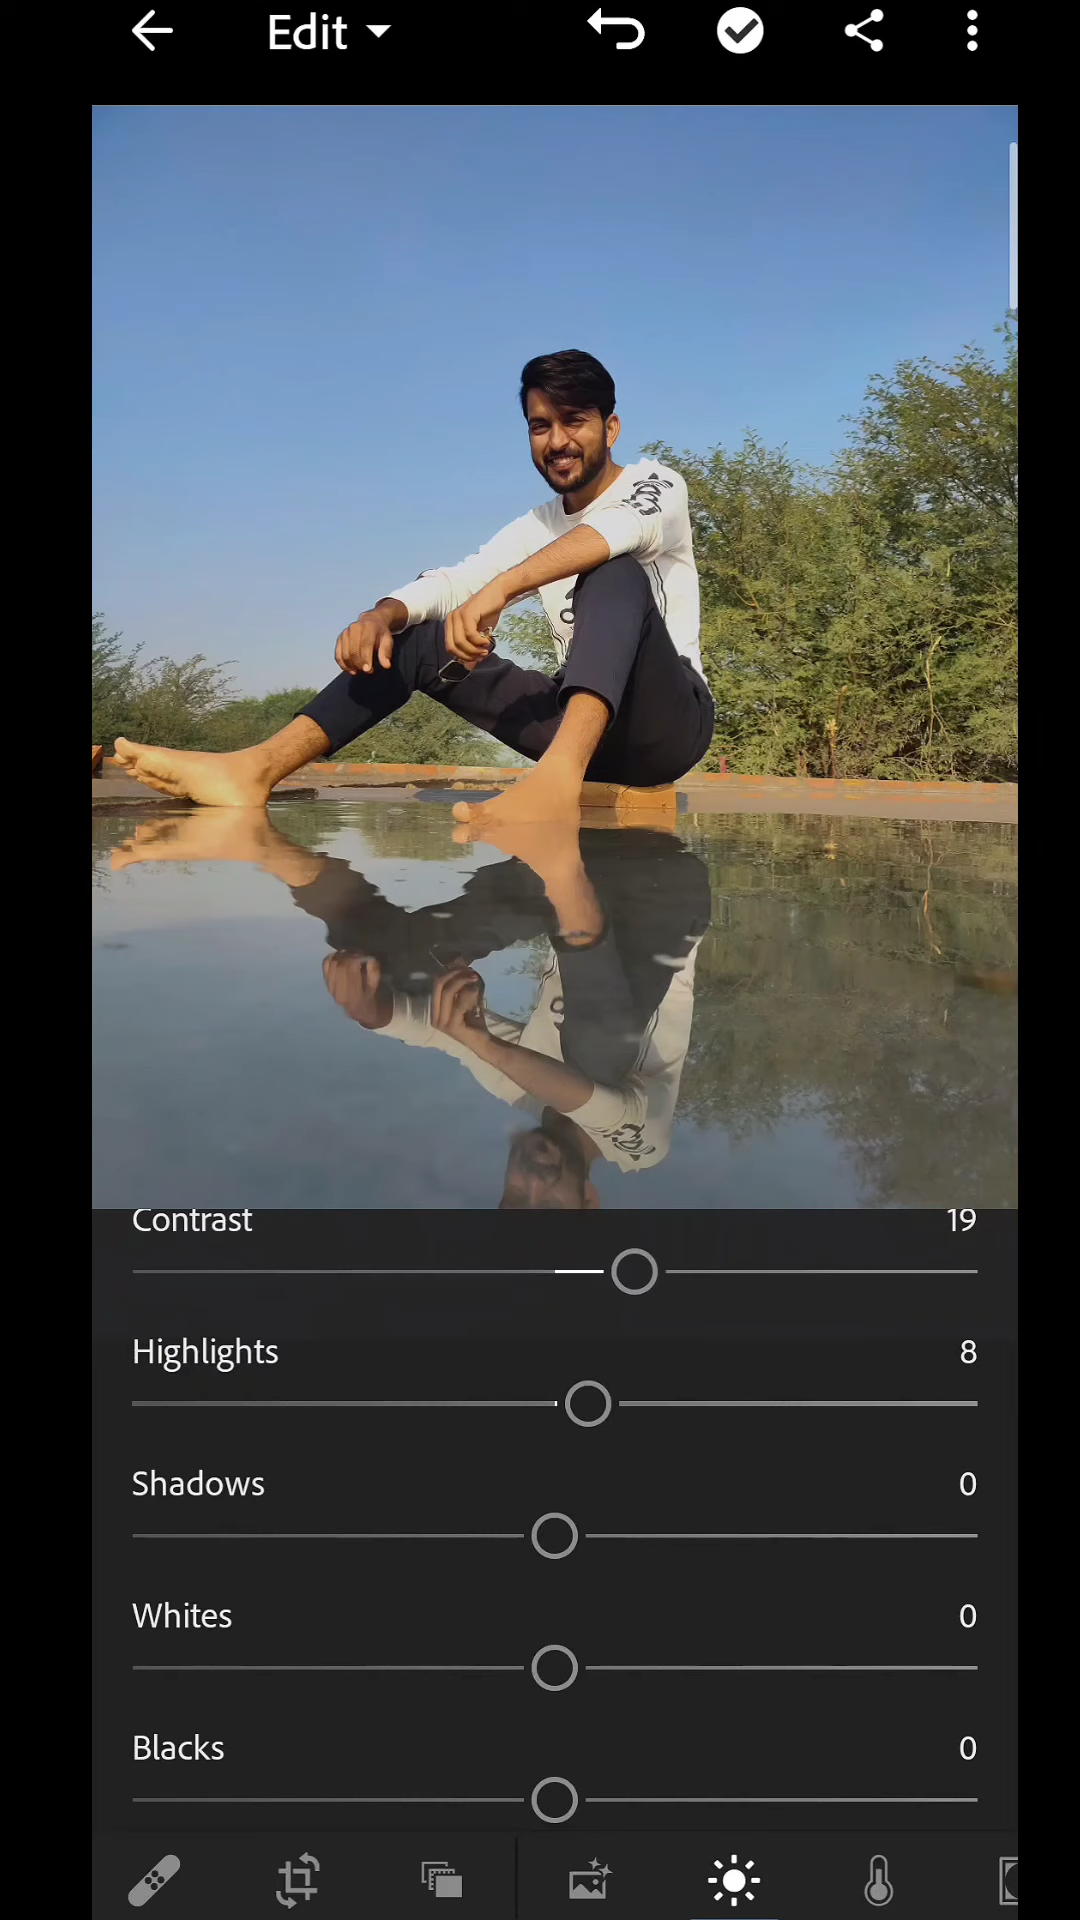 Edit
Contrast 19
Highlights 8
Shadows 0
Whites 0
Blacks 0